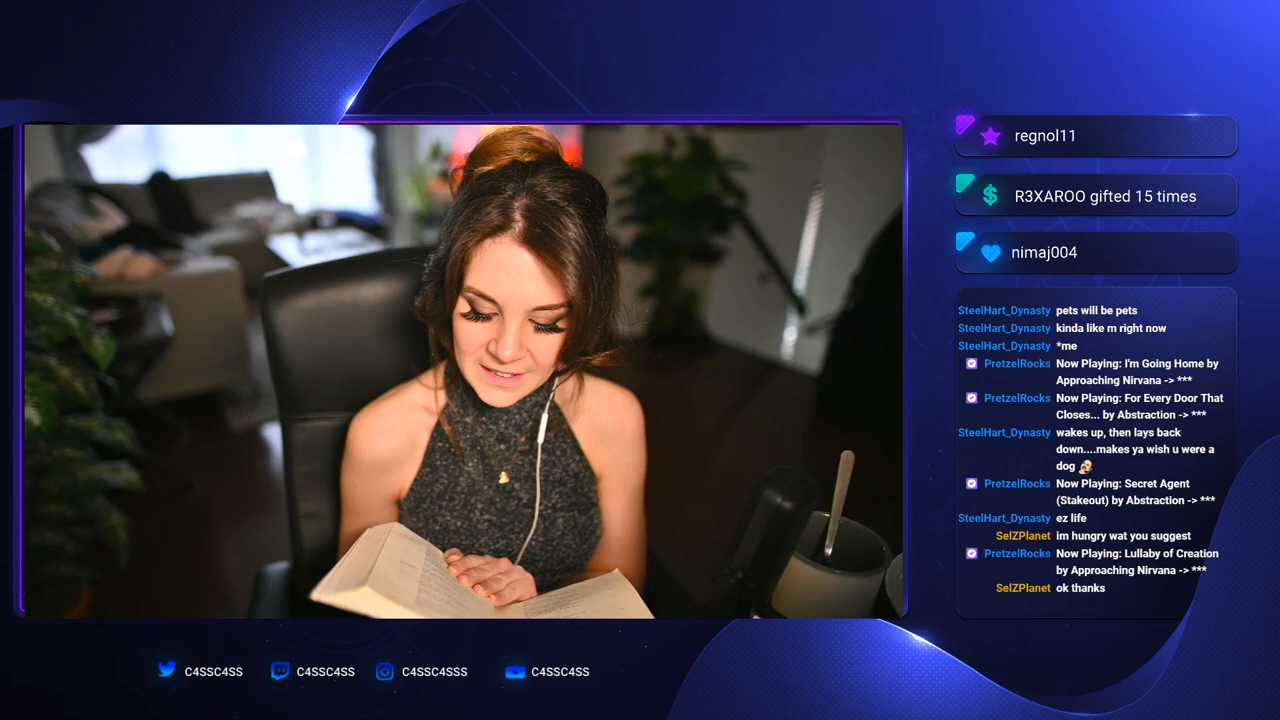 regnol11
R3XAROO gifted 15 times
nimaj004
SteelHart_Dynasty pets will be pets
SteelHart_Dynasty kinda like m right now
SteelHart_Dynasty *me
PretzelRocks Now Playing: I'm Going Home by
Approaching Nirvana -> ***
PretzelRocks Now Playing: For Every Door That
Closes... by Abstraction -> ***
SteelHart_Dynasty wakes up, then lays back
down....makes ya wish u were a
dog
PretzelRocks Now Playing: Secret Agent
(Stakeout) by Abstraction -> ***
SteelHart_Dynasty ez life
SelZPlanet im hungry wat you suggest
PretzelRocks Now Playing: Lullaby of Creation
by Approaching Nirvana -> ***
SelZPlanet ok thanks
C4SSC4SS C4SSC4SS C4SSC4SSS C4SSC4SS